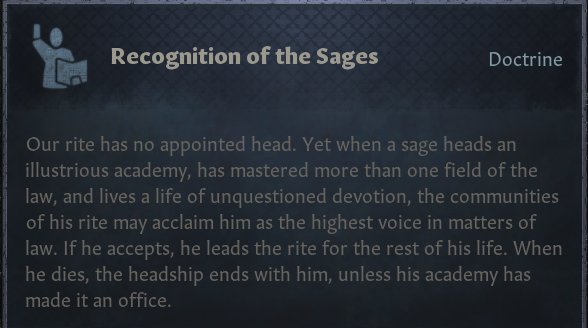 Recognition of the Sages
Doctrine
Our rite has no appointed head. Yet when a sage heads an
illustrious academy, has mastered more than one field of the
law, and lives a life of unquestioned devotion, the communities
of his rite may acclaim him as the highest voice in matters of
law. If he accepts, he leads the rite for the rest of his life. When
he dies, the headship ends with him, unless his academy has
made it an office.